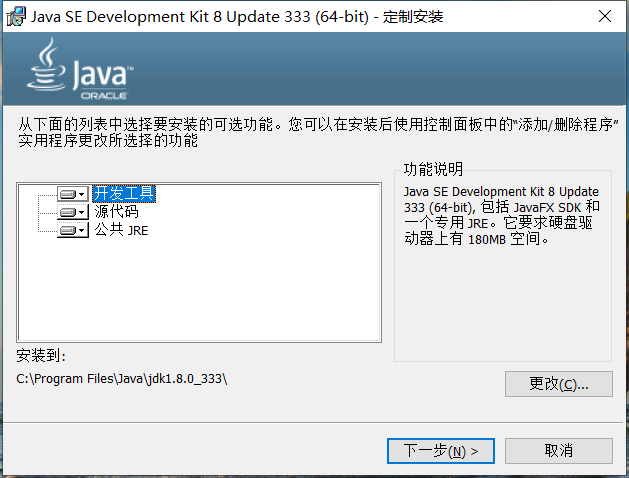 Java SE Development Kit 8 Update 333 (64-bit) - 定制安装
Java™
ORACLE
从下面的列表中选择要安装的可选功能。您可以在安装后使用控制面板中的“添加/删除程序”
实用程序更改所选择的功能
开发工具
源代码
公共 JRE
功能说明
Java SE Development Kit 8 Update
333 (64-bit), 包括 JavaFX SDK 和
一个专用 JRE。它要求硬盘驱
动器上有 180MB 空间。
安装到:
C:\Program Files\Java\jdk1.8.0_333\
更改(C)...
下一步(N) >
取消